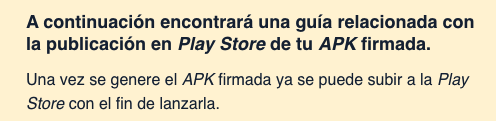 A continuación encontrará una guía relacionada con
la publicación en Play Store de tu APK firmada.
Una vez se genere el APK firmada ya se puede subir a la Play
Store con el fin de lanzarla.